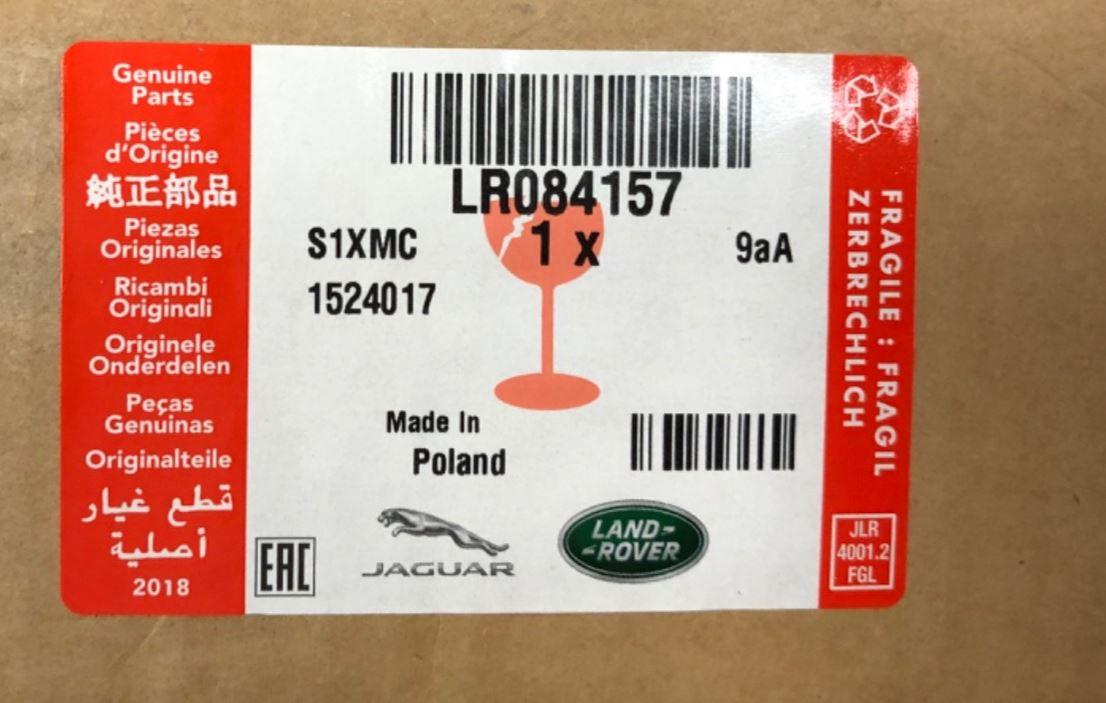 Genuine
Parts
Pièces
d'Origine
純正部品
Piezas
Originales
Ricambi
Originali
Originele
Onderdelen
Peças
Genuinas
Originalteile
قطع غيار
أصلية
2018
LR084157
1 x
S1XMC
9aA
1524017
Made In
Poland
EAC
JAGUAR
LAND-
-ROVER
FRAGILE : FRAGIL
ZERBRECHLICH
JLR
4001.2
FGL